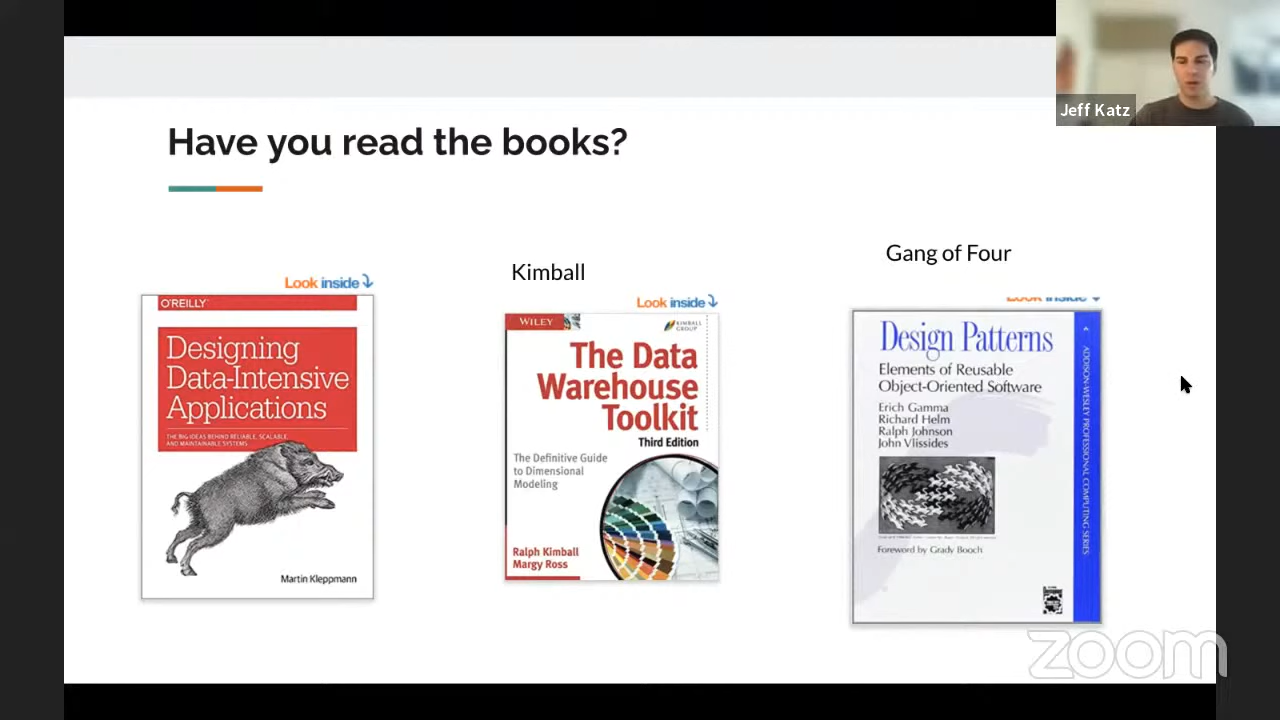 Jeff Katz
Have you read the books?
Look inside
O'REILLY
Designing
Data-Intensive
Applications
THE BIG IDEAS BEHIND RELIABLE, SCALABLE,
AND MAINTAINABLE SYSTEMS
Martin Kleppmann
Kimball
Look inside
WILEY
KIMBALL
GROUP
The Data
Warehouse
Toolkit
Third Edition
The Definitive Guide
to Dimensional
Modeling
Ralph Kimball
Margy Ross
Gang of Four
Look inside
Design Patterns
Elements of Reusable
Object-Oriented Software
Erich Gamma
Richard Helm
Ralph Johnson
John Vlissides
Foreword by Grady Booch
ADDISON-WESLEY PROFESSIONAL COMPUTING SERIES
zoom